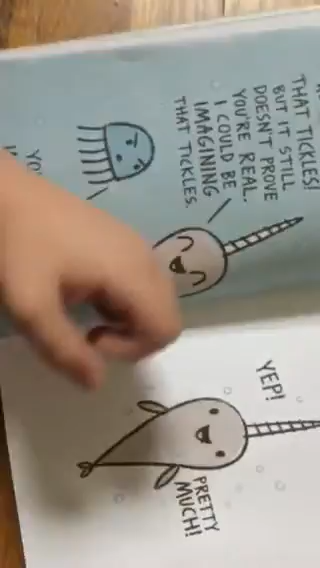 THAT TICKLES!
BUT IT STILL
DOESN'T PROVE
YOU'RE REAL.
I COULD BE
IMAGINING
THAT TICKLES.
YEP!
PRETTY
MUCH!